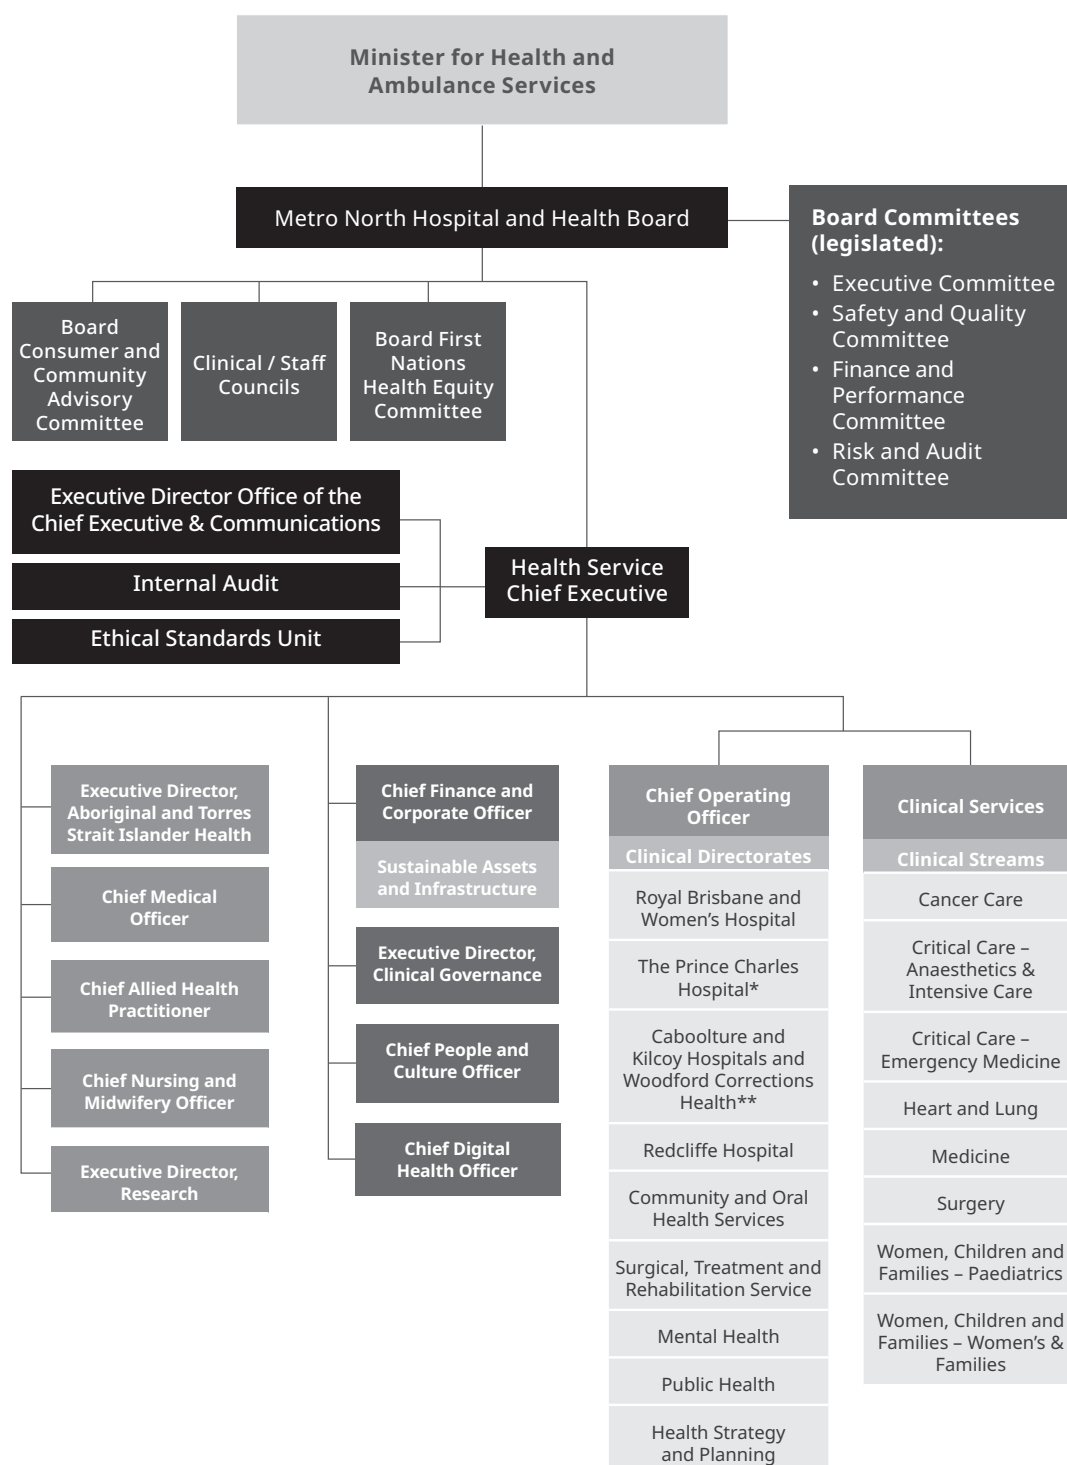 Minister for Health and
Ambulance Services
Metro North Hospital and Health Board
Board Committees
(legislated):
• Executive Committee
• Safety and Quality
Committee
• Finance and
Performance
Committee
• Risk and Audit
Committee
Board
Consumer and
Community
Advisory
Committee
Clinical / Staff
Councils
Board First
Nations
Health Equity
Committee
Executive Director Office of the
Chief Executive & Communications
Internal Audit
Ethical Standards Unit
Health Service
Chief Executive
Executive Director,
Aboriginal and Torres
Strait Islander Health
Chief Medical
Officer
Chief Allied Health
Practitioner
Chief Nursing and
Midwifery Officer
Executive Director,
Research
Chief Finance and
Corporate Officer
Sustainable Assets
and Infrastructure
Executive Director,
Clinical Governance
Chief People and
Culture Officer
Chief Digital
Health Officer
Chief Operating
Officer
Clinical Directorates
Royal Brisbane and
Women’s Hospital
The Prince Charles
Hospital*
Caboolture and
Kilcoy Hospitals and
Woodford Corrections
Health**
Redcliffe Hospital
Community and Oral
Health Services
Surgical, Treatment and
Rehabilitation Service
Mental Health
Public Health
Health Strategy
and Planning
Clinical Services
Clinical Streams
Cancer Care
Critical Care –
Anaesthetics &
Intensive Care
Critical Care –
Emergency Medicine
Heart and Lung
Medicine
Surgery
Women, Children and
Families – Paediatrics
Women, Children and
Families – Women’s &
Families